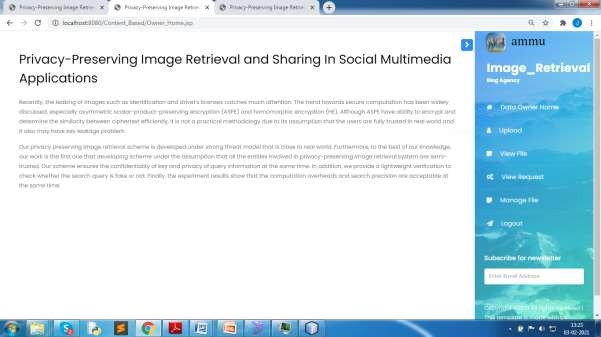 Privacy-Preserving Image Retrie
Privacy-Preserving Image Retrie
Privacy-Preserving Image Retrie
localhost:8080/Content_Based/Owner_Home.jsp
Privacy-Preserving Image Retrieval and Sharing In Social Multimedia
Applications
Recently, the leaking of images such as identification and driver's licenses catches much attention. The trend towards secure computation has been widely
discussed, especially asymmetric scalar-product-preserving encryption (ASPE) and homomorphic encryption (HE). Although ASPE have ability to encrypt and
determine the similarity between ciphertext efficiently, it is not a practical methodology due to its assumption that the users are fully trusted in real-world and
it also may have key leakage problem.
Our privacy preserving image retrieval scheme is developed under strong threat model that is close to real world. Furthermore, to the best of our knowledge,
our work is the first one that developing scheme under the assumption that all the entities involved in privacy-preserving image retrieval system are semi-
trusted. Our scheme ensures the confidentiality of key and privacy of query information at the same time. In addition, we provide a lightweight verification to
check whether the search query is fake or not. Finally, the experiment results show that the computation overheads and search precision are acceptable at
the same time.
ammu
Image_Retrieval
Blog Agency
Data Owner Home
Upload
View File
View Request
Manage File
Logout
Subscribe for newsletter
Enter Email Address
13:25
03-02-2021